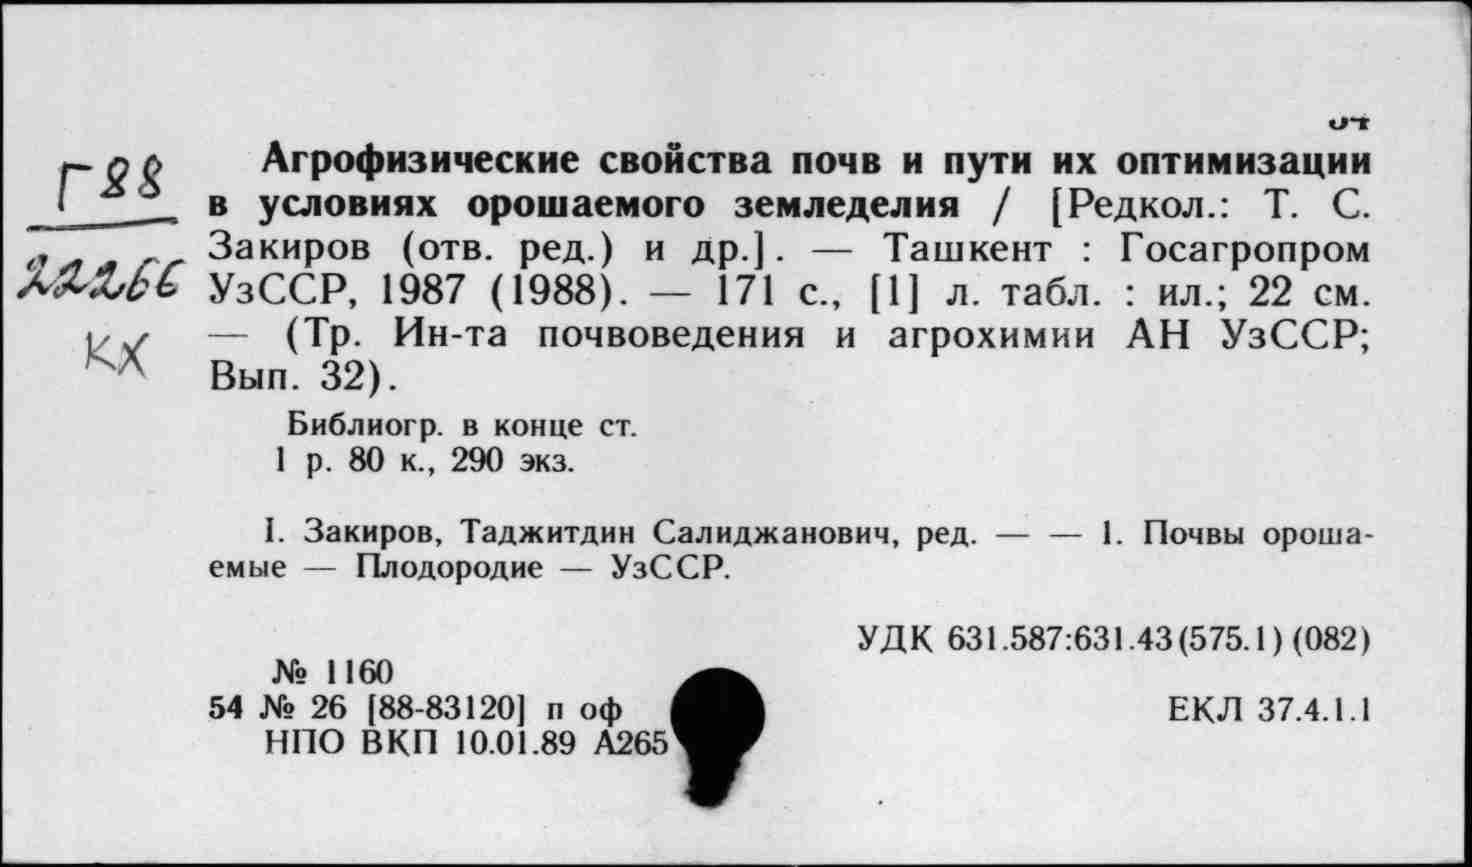 Г88
22266
КХ
Агрофизические свойства почв и пути их оптимизации
в условиях орошаемого земледелия / [Редкол.: Т. С.
Закиров (отв. ред.) и др.]. — Ташкент : Госагропром
УзССР, 1987 (1988). — 171 с., [1] л. табл. : ил.; 22 см.
— (Тр. Ин-та почвоведения и агрохимии АН УзССР;
Вып. 32).
Библиогр. в конце ст.
1 р. 80 к., 290 экз.
I. Закиров, Таджитдин Салиджанович, ред. — — 1. Почвы ороша-
емые — Плодородие — УзССР.
УДК 631.587:631.43(575.1) (082)
№ 1160
54 № 26 [88-83120] п оф
ЕКЛ 37.4.1.1
НПО ВКП 10.01.89 А265